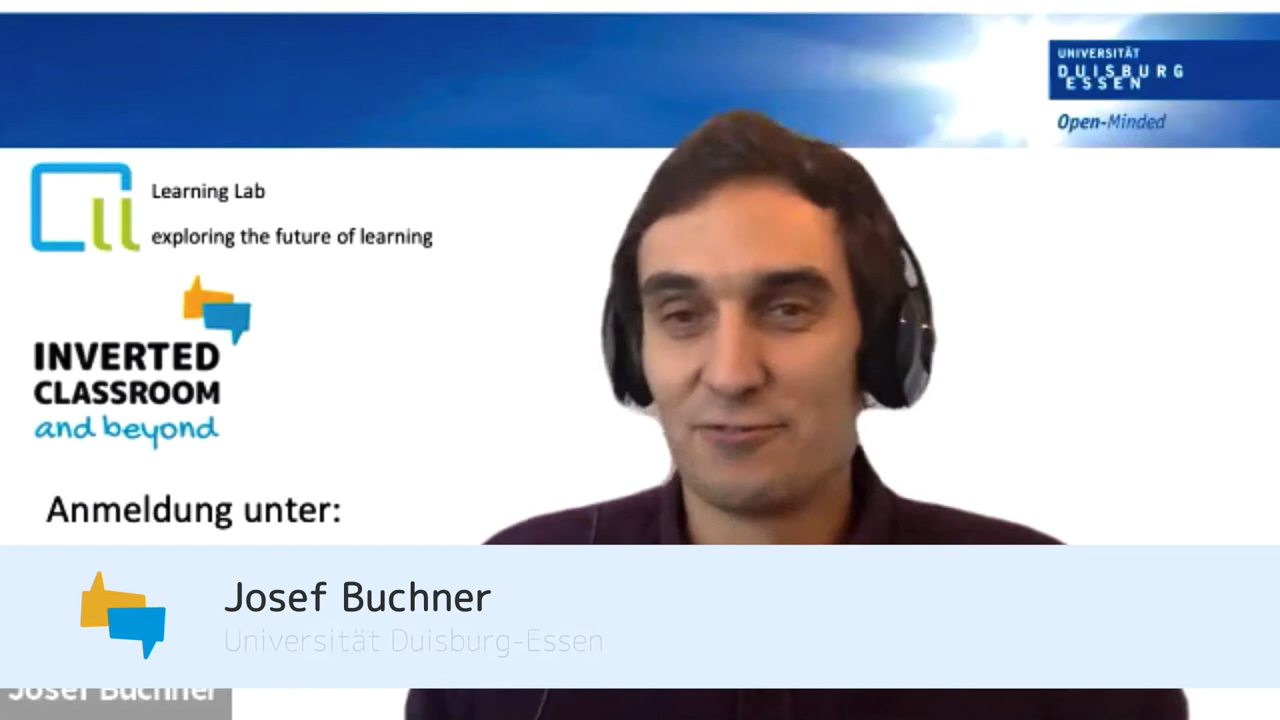 UNIVERSITÄT
DUISBURG
ESSEN
Open-Minded
Learning Lab
exploring the future of learning
INVERTED
CLASSROOM
and beyond
Anmeldung unter:
Josef Buchner
Universität Duisburg-Essen
Josef Buchner